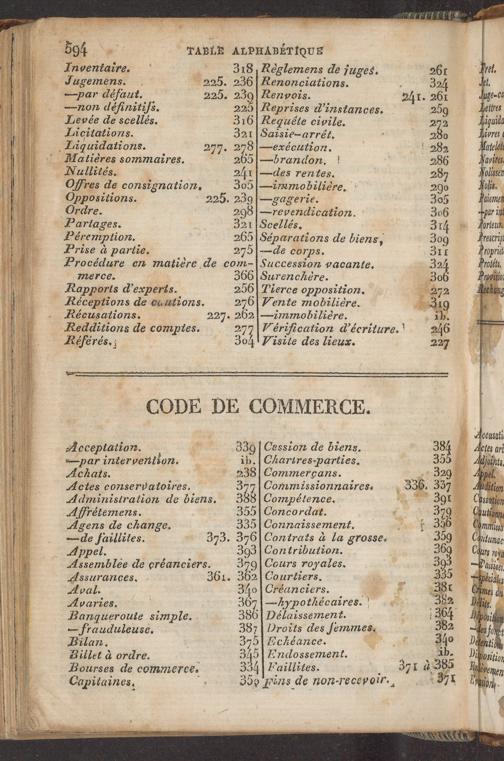 594 TABLE ALPHABÉTIQUE
Inventaire. 318
Jugemens. 225. 236
—par défaut. 225. 239
—non définitifs. 225
Levée de scellés. 316
Licitations. 321
Liquidations. 277. 278
Matières sommaires. 265
Nullités. 241
Offres de consignation. 305
Oppositions. 225. 239
Ordre. 298
Partages. 321
Péremption. 265
Prise à partie. 275
Procédure en matière de com-
merce. 366
Rapports d'experts. 256
Réceptions de cautions. 276
Récusations. 227. 262
Redditions de comptes. 277
Référés. 304
Règlemens de juges. 261
Renonciations. 324
Renvois. 241. 261
Reprises d'instances. 259
Requête civile. 272
Saisie-arrêt. 280
—exécution. 282
—brandon. 286
—des rentes. 287
—immobilière. 290
—gagerie. 305
—revendication. 306
Scellés. 314
Séparations de biens, 309
—de corps. 311
Succession vacante. 324
Surenchère. 306
Tierce opposition. 272
Vente mobilière. 319
—immobilière. ib.
Vérification d'écriture. 246
Visite des lieux. 227
CODE DE COMMERCE.
Acceptation. 339
—par intervention. ib.
Achats. 238
Actes conservatoires. 377
Administration de biens. 388
Affrétemens. 355
Agens de change. 335
—de faillites. 373. 376
Appel. 393
Assemblée de créanciers. 379
Assurances. 361. 362
Aval. 340
Avaries. 367
Banqueroute simple. 386
—frauduleuse. 387
Bilan. 375
Billet à ordre. 345
Bourses de commerce. 334
Capitaines.
Cession de biens. 384
Chartres-parties. 355
Commerçans. 329
Commissionnaires. 336. 337
Compétence. 391
Concordat. 379
Connaissement. 356
Contrats à la grosse. 359
Contribution. 369
Cours royales. 393
Courtiers. 335
Créanciers. 381
—hypothécaires. 382
Délaissement. 364
Droits des femmes. 382
Echéance. 340
Endossement. ib.
Faillites. 371 à 385
Fins de non-recevoir. 371